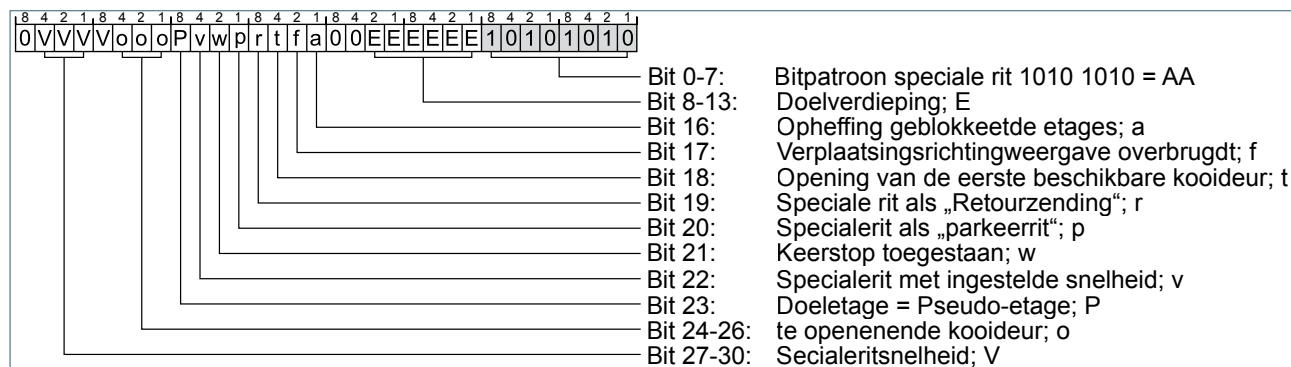 8 4 2 1 8 4 2 1 8 4 2 1 8 4 2 1 8 4 2 1 8 4 2 1 8 4 2 1 8 4 2 1
0 V V V V o o o P v w p r t f a 0 0 E E E E E E 1 0 1 0 1 0 1 0
Bit 0-7: Bitpatroon speciale rit 1010 1010 = AA
Bit 8-13: Doelverdieping; E
Bit 16: Opheffing geblokkeetde etages; a
Bit 17: Verplaatsingsrichtingweergave overbrugdt; f
Bit 18: Opening van de eerste beschikbare kooideur; t
Bit 19: Speciale rit als „Retourzending“; r
Bit 20: Specialerit als „parkeerrit“; p
Bit 21: Keerstop toegestaan; w
Bit 22: Specialerit met ingestelde snelheid; v
Bit 23: Doeletage = Pseudo-etage; P
Bit 24-26: te openenende kooideur; o
Bit 27-30: Secialeritsnelheid; V